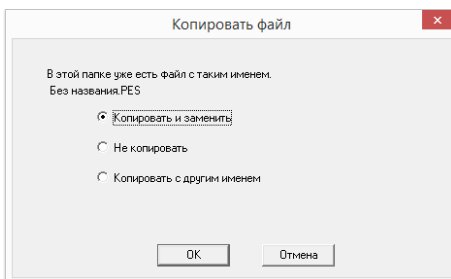 Копировать файл
В этой папке уже есть файл с таким именем.
Без названия.PES
Копировать и заменить
Не копировать
Копировать с другим именем
OK
Отмена